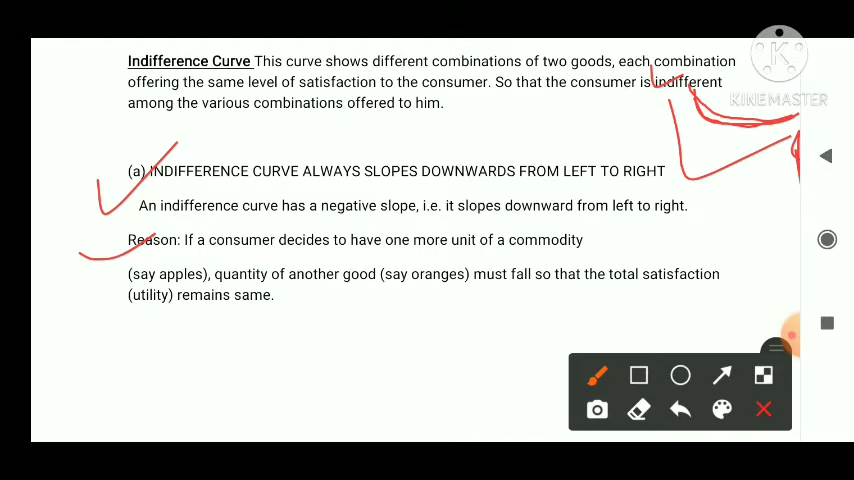 Indifference Curve This curve shows different combinations of two goods, each combination
offering the same level of satisfaction to the consumer. So that the consumer is indifferent
among the various combinations offered to him.
KINEMASTER
(a) INDIFFERENCE CURVE ALWAYS SLOPES DOWNWARDS FROM LEFT TO RIGHT
An indifference curve has a negative slope, i.e. it slopes downward from left to right.
Reason: If a consumer decides to have one more unit of a commodity
(say apples), quantity of another good (say oranges) must fall so that the total satisfaction
(utility) remains same.